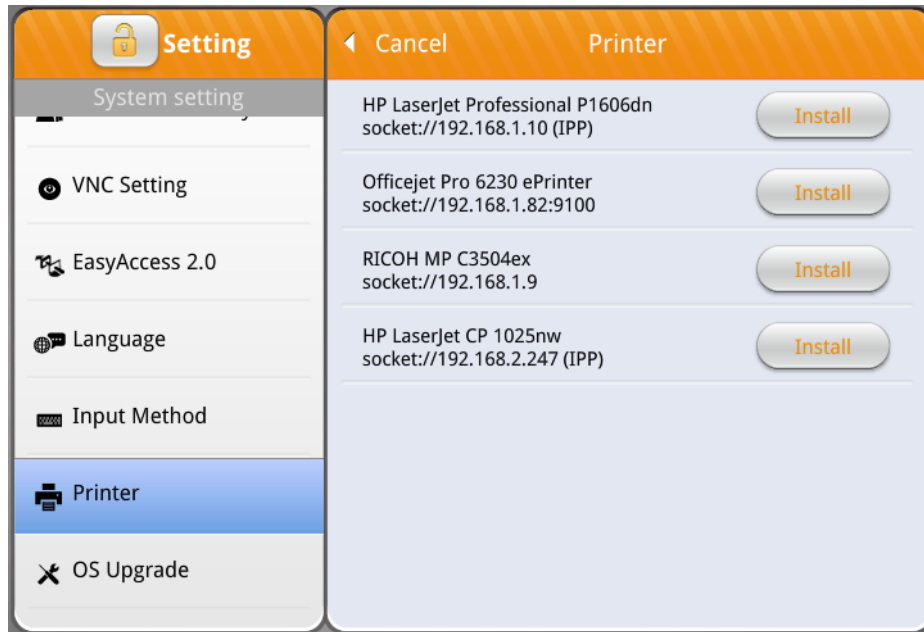 Setting
System setting
VNC Setting
EasyAccess 2.0
Language
Input Method
Printer
OS Upgrade
Cancel
Printer
HP LaserJet Professional P1606dn
socket://192.168.1.10 (IPP)
Install
Officejet Pro 6230 ePrinter
socket://192.168.1.82:9100
Install
RICOH MP C3504ex
socket://192.168.1.9
Install
HP LaserJet CP 1025nw
socket://192.168.2.247 (IPP)
Install